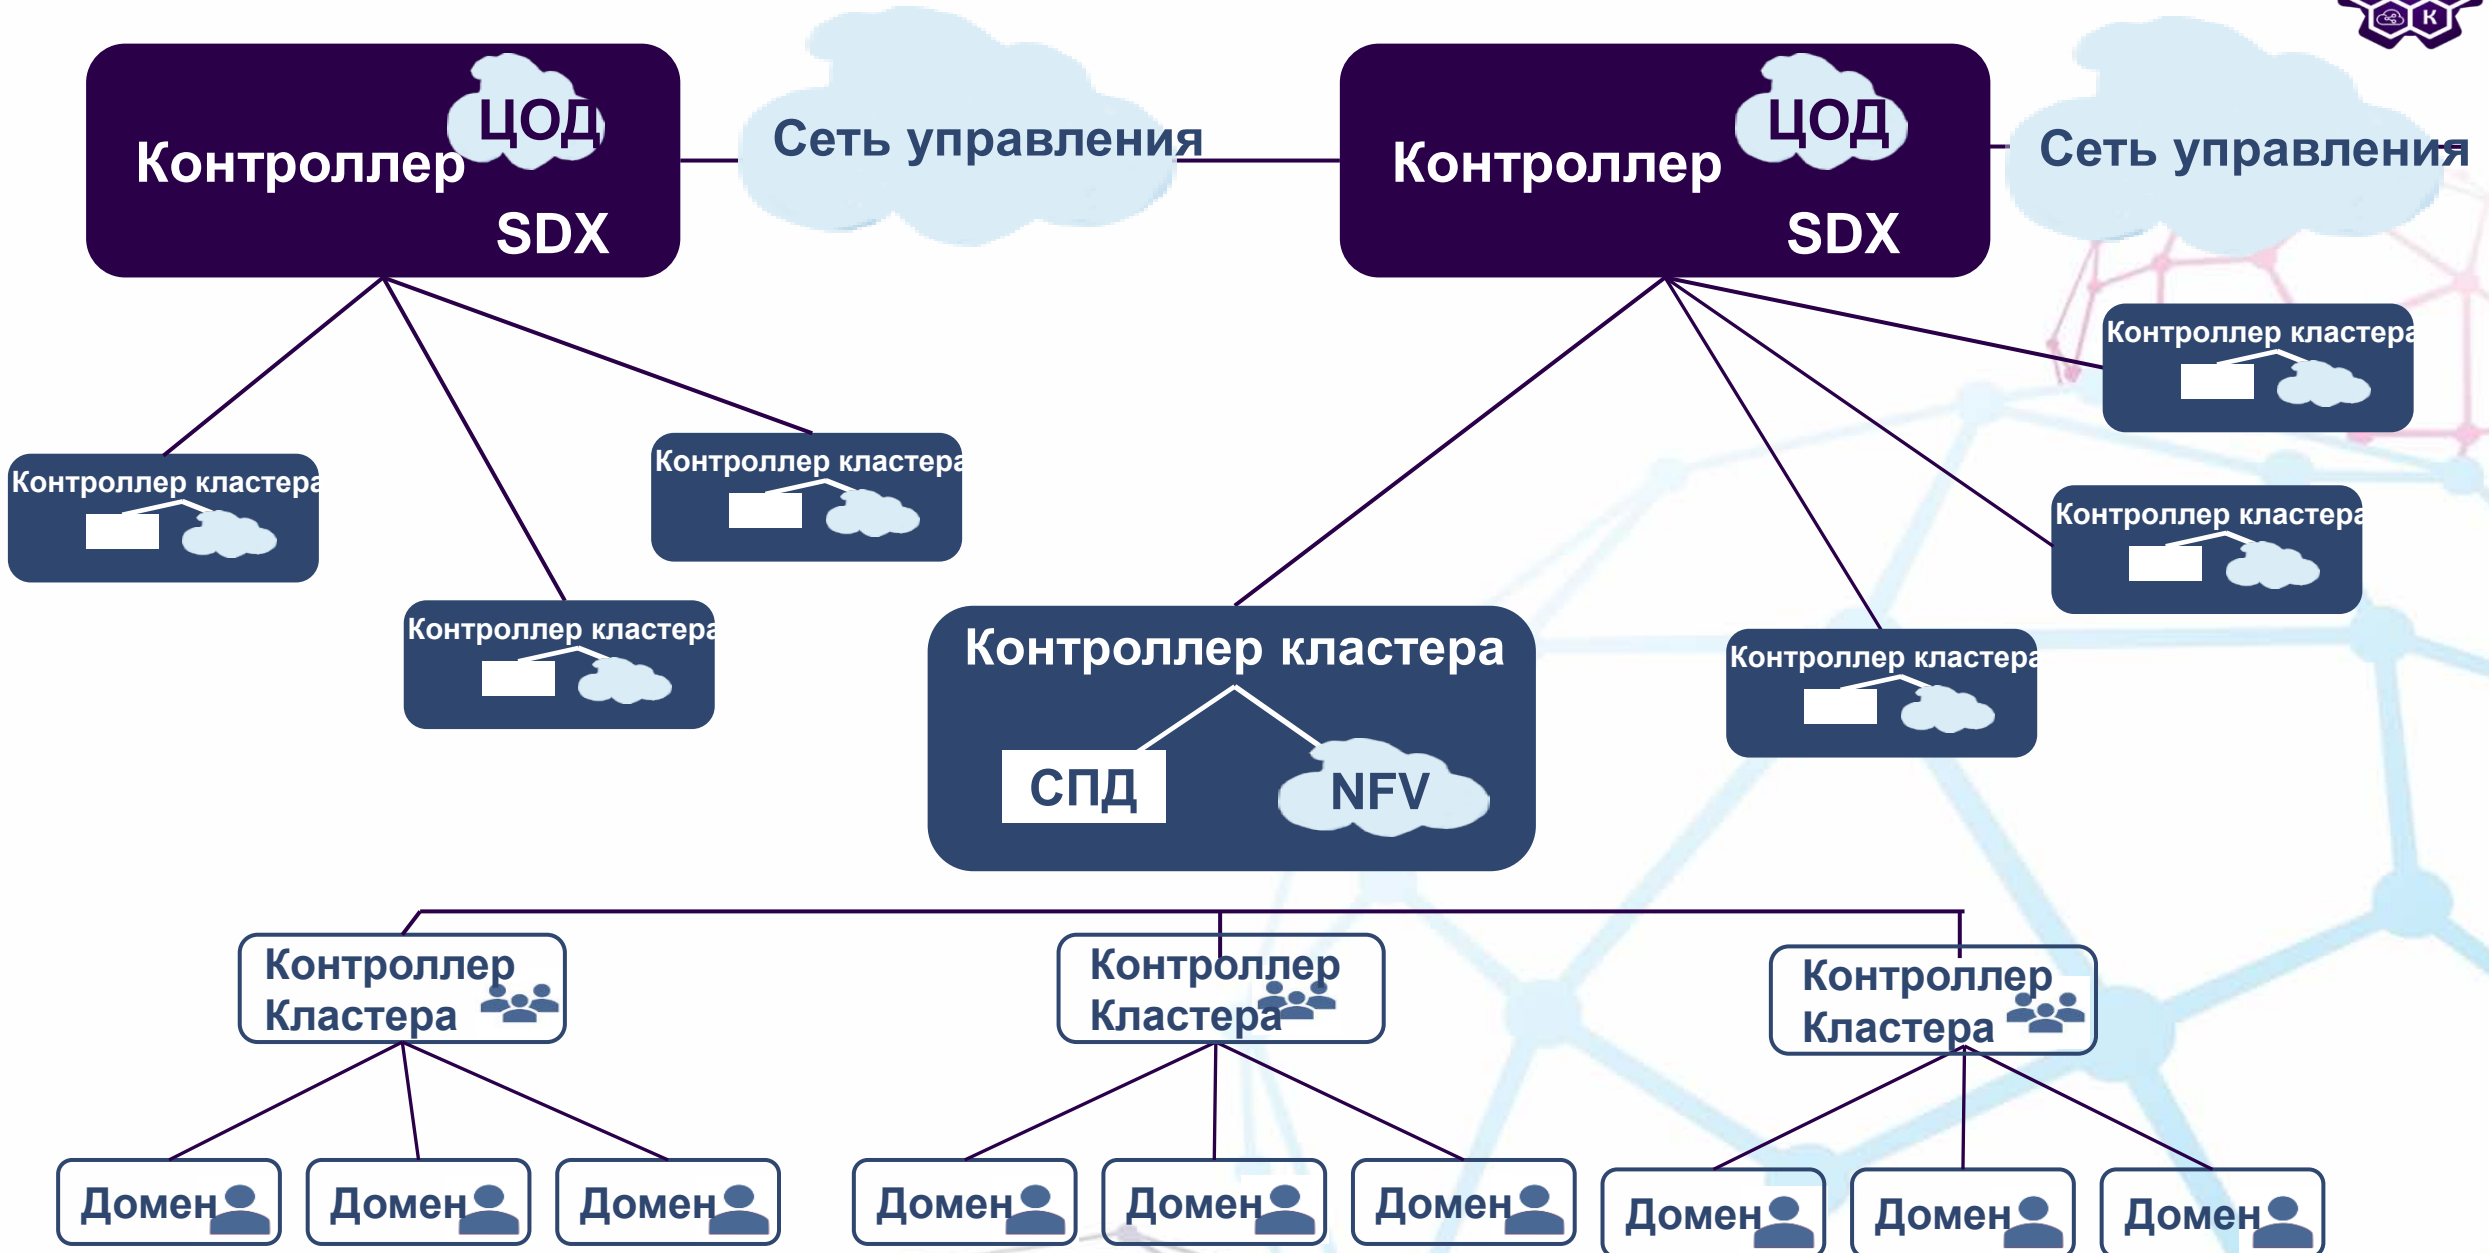 К
ЦОД
Контроллер
SDX
Сеть управления
ЦОД
Контроллер
SDX
Сеть управления
Контроллер кластера
Контроллер кластера
Контроллер кластера
Контроллер кластера
Контроллер кластера
Контроллер кластера
Контроллер кластера
СПД
NFV
Контроллер
Кластера
Контроллер
Кластера
Контроллер
Кластера
Домен
Домен
Домен
Домен
Домен
Домен
Домен
Домен
Домен